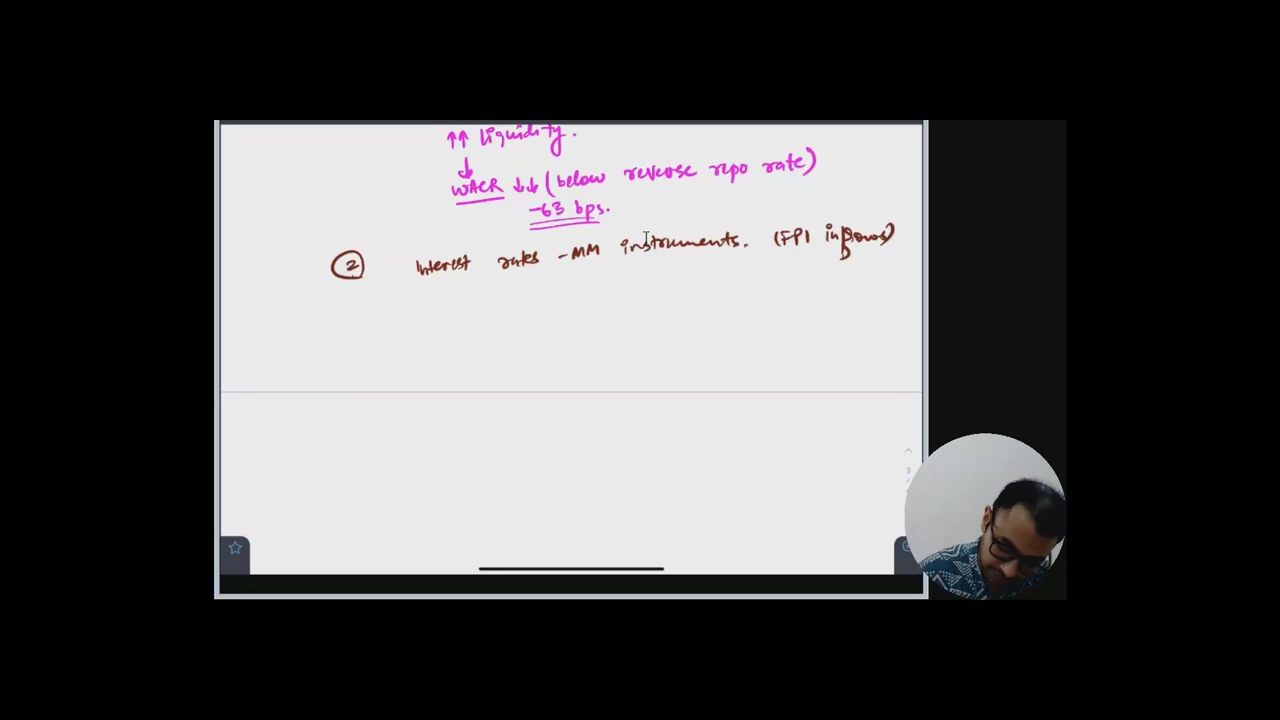 ↑↑ liquidity.
↓
WACR ↓↓ (below reverse repo rate)
-63 bps.
② Interest rates - MM instruments. (FPI inflows)